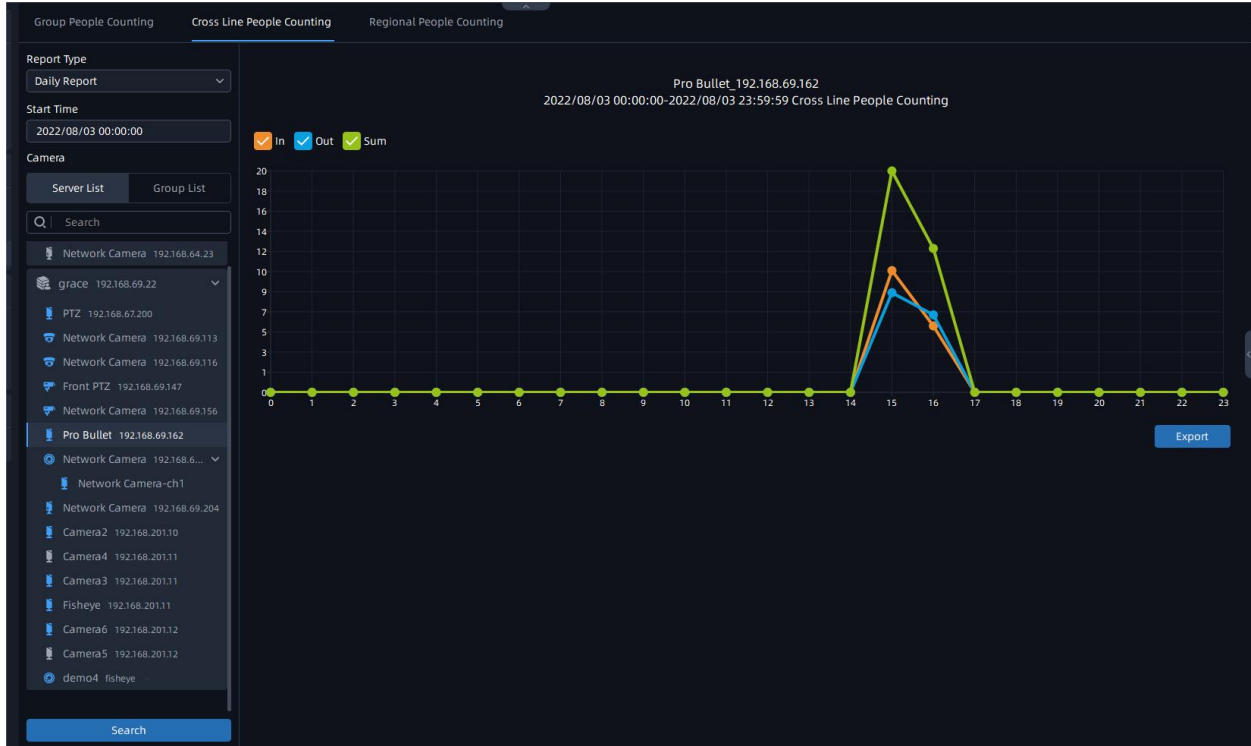 Group People Counting Cross Line People Counting Regional People Counting
Report Type
Daily Report
Start Time
2022/08/03 00:00:00
Camera
Server List Group List
Search
Network Camera 192.168.64.23
grace 192.168.69.22
PTZ 192.168.67.200
Network Camera 192.168.69.113
Network Camera 192.168.69.116
Front PTZ 192.168.69.147
Network Camera 192.168.69.156
Pro Bullet 192.168.69.162
Network Camera 192.168.6...
Network Camera-ch1
Network Camera 192.168.69.204
Camera2 192.168.201.10
Camera4 192.168.201.11
Camera3 192.168.201.11
Fisheye 192.168.201.11
Camera6 192.168.201.12
Camera5 192.168.201.12
demo4 fisheye
Search
Pro Bullet_192.168.69.162
2022/08/03 00:00:00-2022/08/03 23:59:59 Cross Line People Counting
In Out Sum
20
18
16
14
12
10
9
7
5
3
1
0
0 1 2 3 4 5 6 7 8 9 10 11 12 13 14 15 16 17 18 19 20 21 22 23
Export